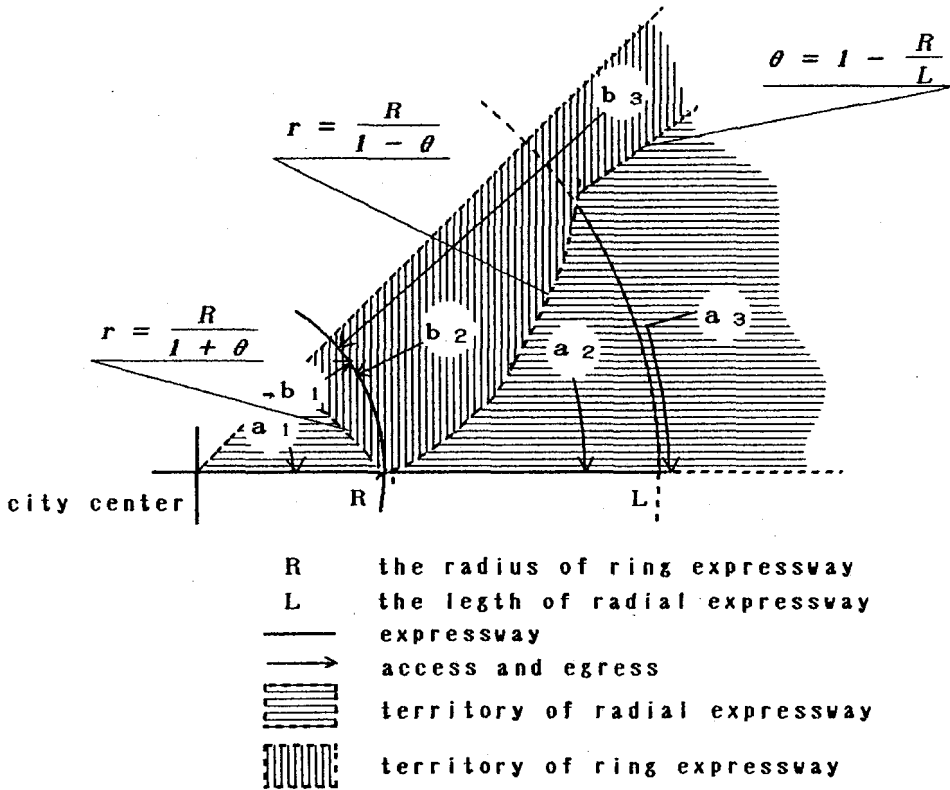 θ = 1 - R/L
b 3
r = R/(1 - θ)
a 3
b 2
a 2
r = R/(1 + θ)
b 1
a 1
R
L
city center
R the radius of ring expressway
L the legth of radial expressway
expressway
access and egress
territory of radial expressway
territory of ring expressway